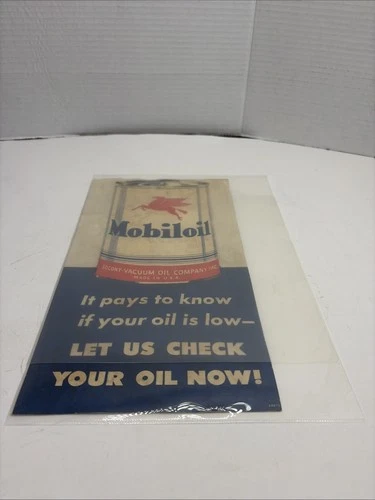 Mobiloil
SOCONY-VACUUM OIL COMPANY INC.
MADE IN U.S.A.
It pays to know
if your oil is low—
LET US CHECK
YOUR OIL NOW!